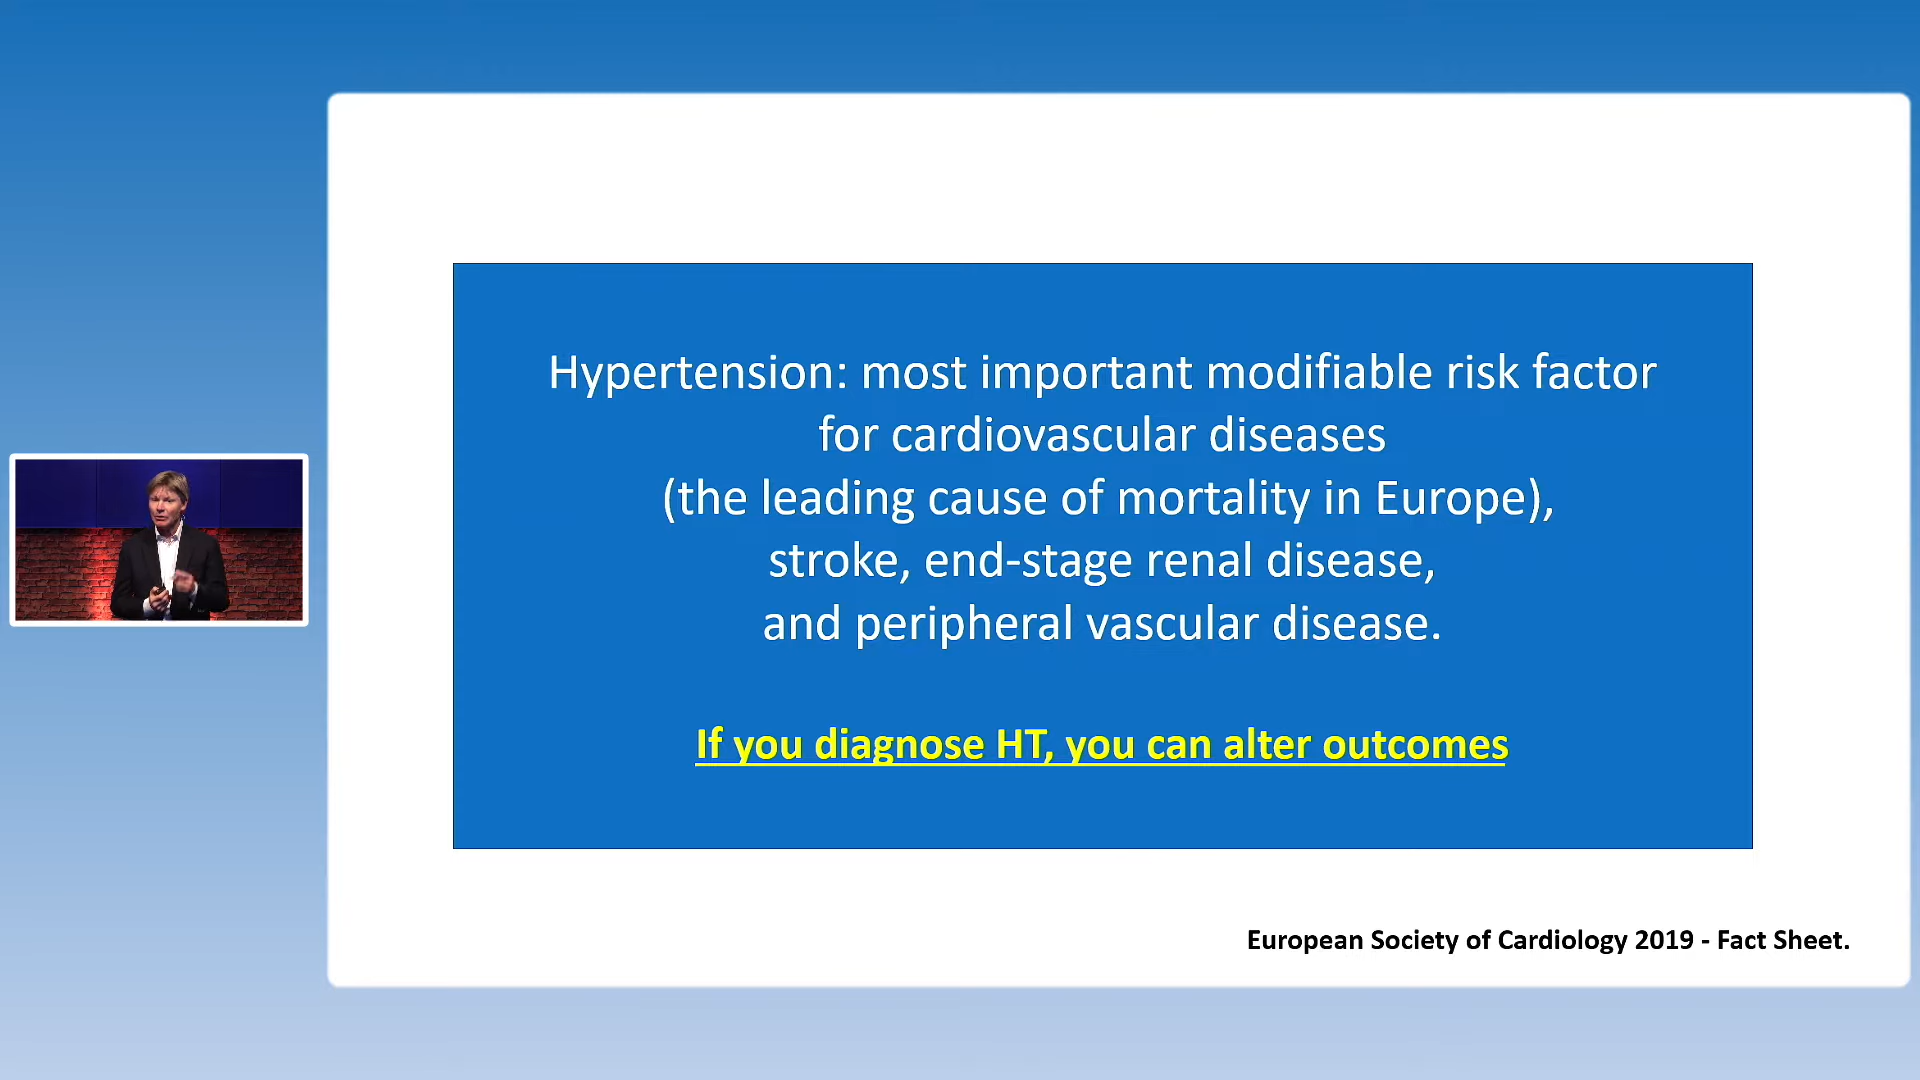 Hypertension: most important modifiable risk factor
for cardiovascular diseases
(the leading cause of mortality in Europe),
stroke, end-stage renal disease,
and peripheral vascular disease.
If you diagnose HT, you can alter outcomes
European Society of Cardiology 2019 - Fact Sheet.